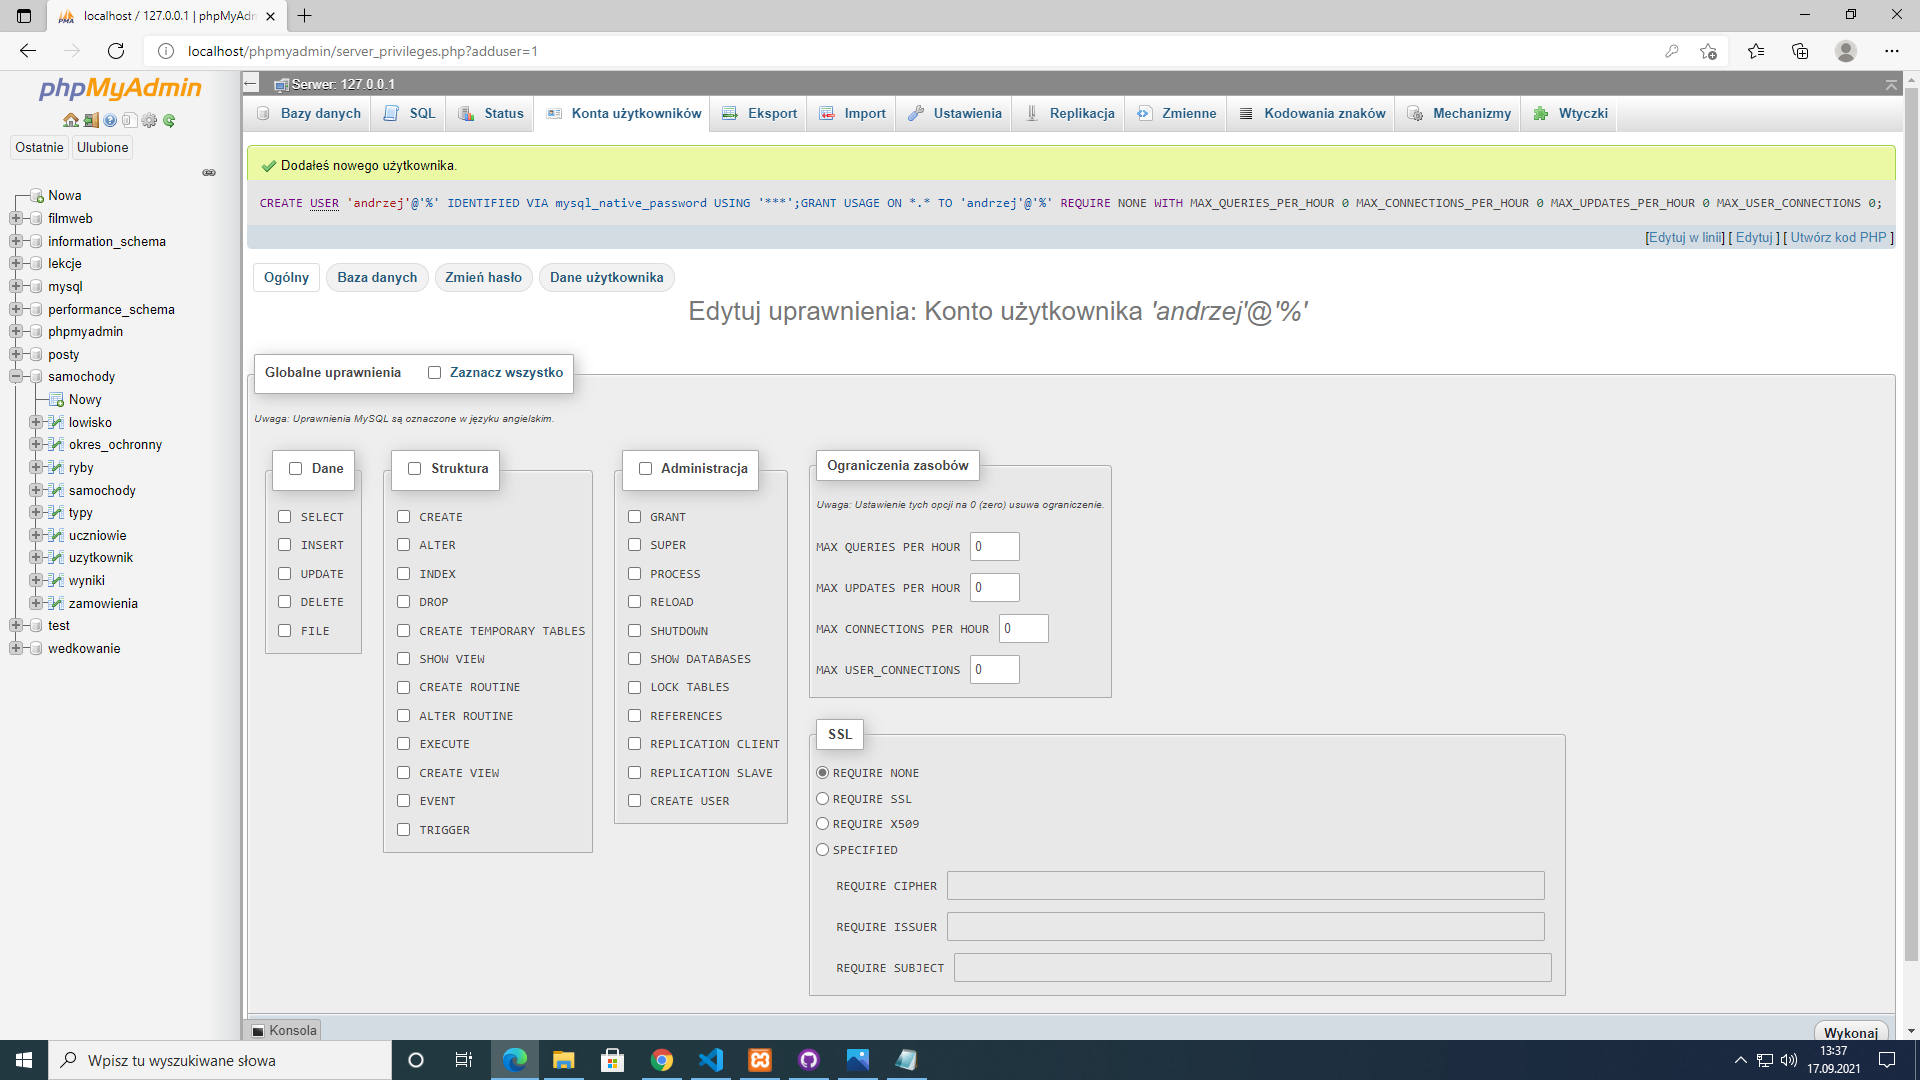 localhost / 127.0.0.1 | phpMyAdn
localhost/phpmyadmin/server_privileges.php?adduser=1
phpMyAdmin
Ostatnie
Ulubione
Nowa
filmweb
information_schema
lekcje
mysql
performance_schema
phpmyadmin
posty
samochody
Nowy
lowisko
okres_ochronny
ryby
samochody
typy
uczniowie
uzytkownik
wyniki
zamowienia
test
wedkowanie
Serwer: 127.0.0.1
Bazy danych
SQL
Status
Konta użytkowników
Eksport
Import
Ustawienia
Replikacja
Zmienne
Kodowania znaków
Mechanizmy
Wtyczki
Dodałeś nowego użytkownika.
CREATE USER 'andrzej'@'%' IDENTIFIED VIA mysql_native_password USING '***';GRANT USAGE ON *.* TO 'andrzej'@'%' REQUIRE NONE WITH MAX_QUERIES_PER_HOUR 0 MAX_CONNECTIONS_PER_HOUR 0 MAX_UPDATES_PER_HOUR 0 MAX_USER_CONNECTIONS 0;
[Edytuj w linii] [ Edytuj ] [ Utwórz kod PHP ]
Ogólny
Baza danych
Zmień hasło
Dane użytkownika
Edytuj uprawnienia: Konto użytkownika 'andrzej'@'%'
Globalne uprawnienia
Zaznacz wszystko
Uwaga: Uprawnienia MySQL są oznaczone w języku angielskim.
Dane
SELECT
INSERT
UPDATE
DELETE
FILE
Struktura
CREATE
ALTER
INDEX
DROP
CREATE TEMPORARY TABLES
SHOW VIEW
CREATE ROUTINE
ALTER ROUTINE
EXECUTE
CREATE VIEW
EVENT
TRIGGER
Administracja
GRANT
SUPER
PROCESS
RELOAD
SHUTDOWN
SHOW DATABASES
LOCK TABLES
REFERENCES
REPLICATION CLIENT
REPLICATION SLAVE
CREATE USER
Ograniczenia zasobów
Uwaga: Ustawienie tych opcji na 0 (zero) usuwa ograniczenie.
MAX QUERIES PER HOUR 0
MAX UPDATES PER HOUR 0
MAX CONNECTIONS PER HOUR 0
MAX USER_CONNECTIONS 0
SSL
REQUIRE NONE
REQUIRE SSL
REQUIRE X509
SPECIFIED
REQUIRE CIPHER
REQUIRE ISSUER
REQUIRE SUBJECT
Konsola
Wykonaj
Wpisz tu wyszukiwane słowa
13:37
17.09.2021